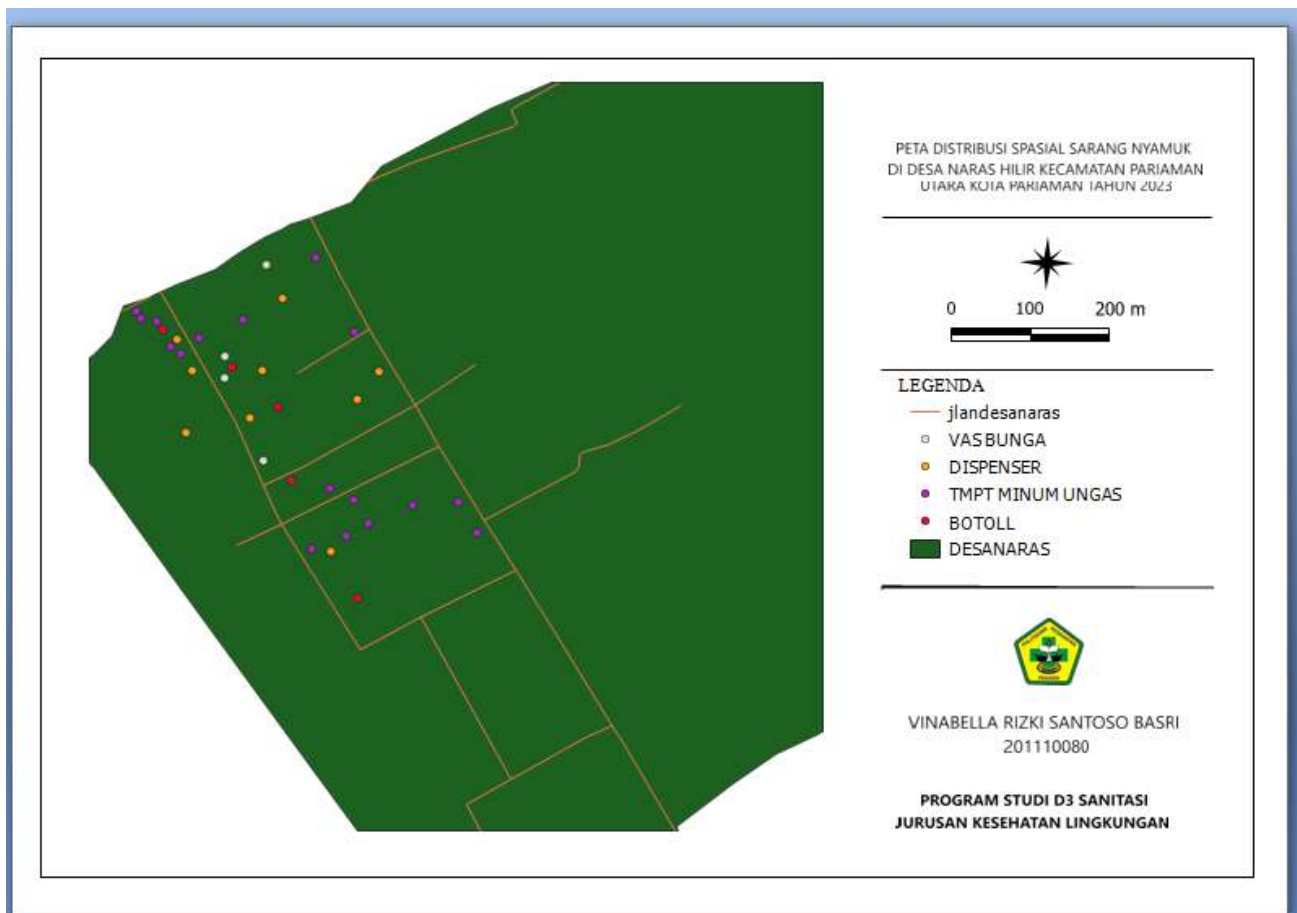 PETA DISTRIBUSI SPASIAL SARANG NYAMUK
DI DESA NARAS HILIR KECAMATAN PARIAMAN
UTARA KOTA PARIAMAN TAHUN 2023
0 100 200 m
LEGENDA
jlandesanaras
VAS BUNGA
DISPENSER
TMPT MINUM UNGAS
BOTOLL
DESANARAS
VINABELLA RIZKI SANTOSO BASRI
201110080
PROGRAM STUDI D3 SANITASI
JURUSAN KESEHATAN LINGKUNGAN